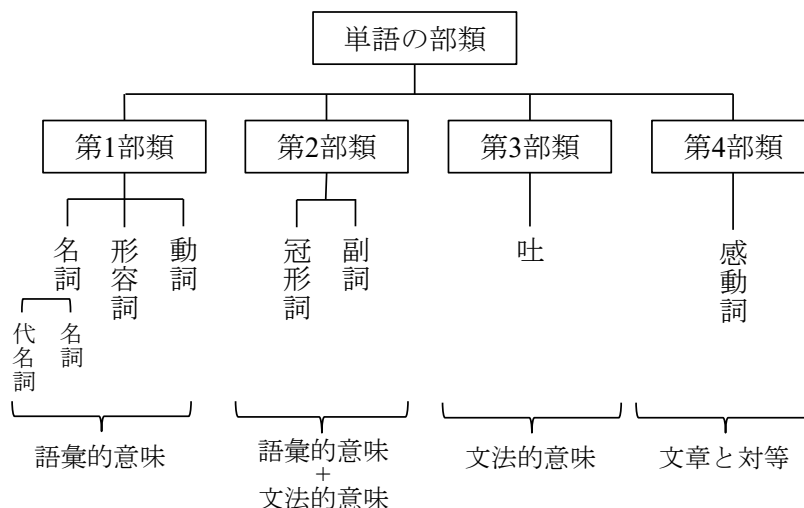 単語の部類
第1部類
第2部類
第3部類
第4部類
名詞
形容詞
動詞
冠形詞
副詞
吐
感動詞
代名詞
名詞
語彙的意味
語彙的意味
+
文法的意味
文法的意味
文章と対等